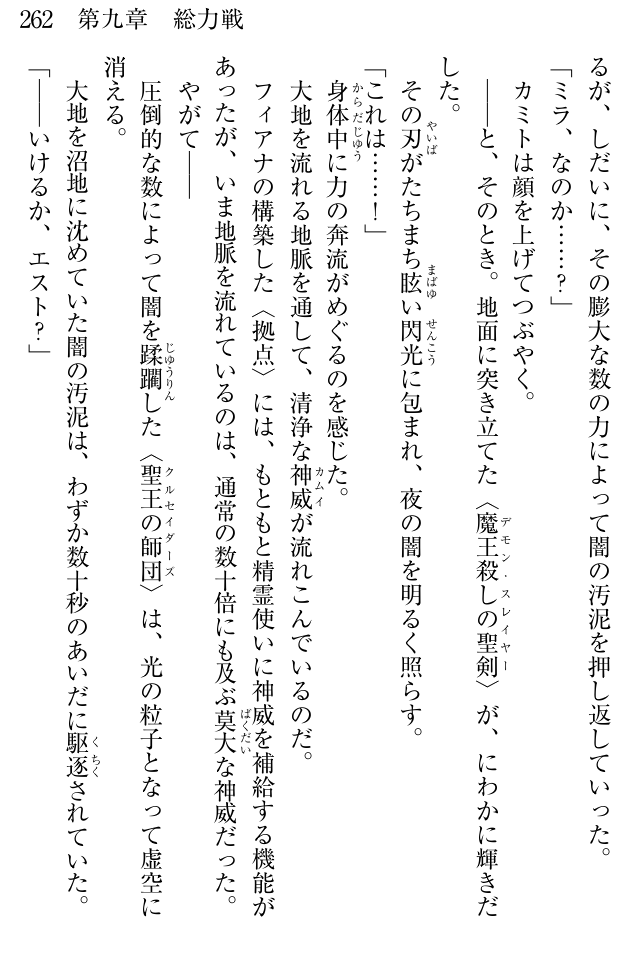 262　第九章　総力戦
るが、しだいに、その膨大な数の力によって闇の汚泥を押し返していった。
「ミラ、なのか……？」
カミトは顔を上げてつぶやく。
――と、そのとき。地面に突き立てた〈魔王殺しの聖剣〉が、にわかに輝きだ
した。
その刃がたちまち眩い閃光に包まれ、夜の闇を明るく照らす。
「これは……！」
身体中に力の奔流がめぐるのを感じた。
大地を流れる地脈を通して、清浄な神威が流れこんでいるのだ。
フィアナの構築した〈拠点〉には、もともと精霊使いに神威を補給する機能が
あったが、いま地脈を流れているのは、通常の数十倍にも及ぶ莫大な神威だった。
やがて――
圧倒的な数によって闇を蹂躙した〈聖王の師団〉は、光の粒子となって虚空に
消える。
大地を沼地に沈めていた闇の汚泥は、わずか数十秒のあいだに駆逐されていた。
「――いけるか、エスト？」